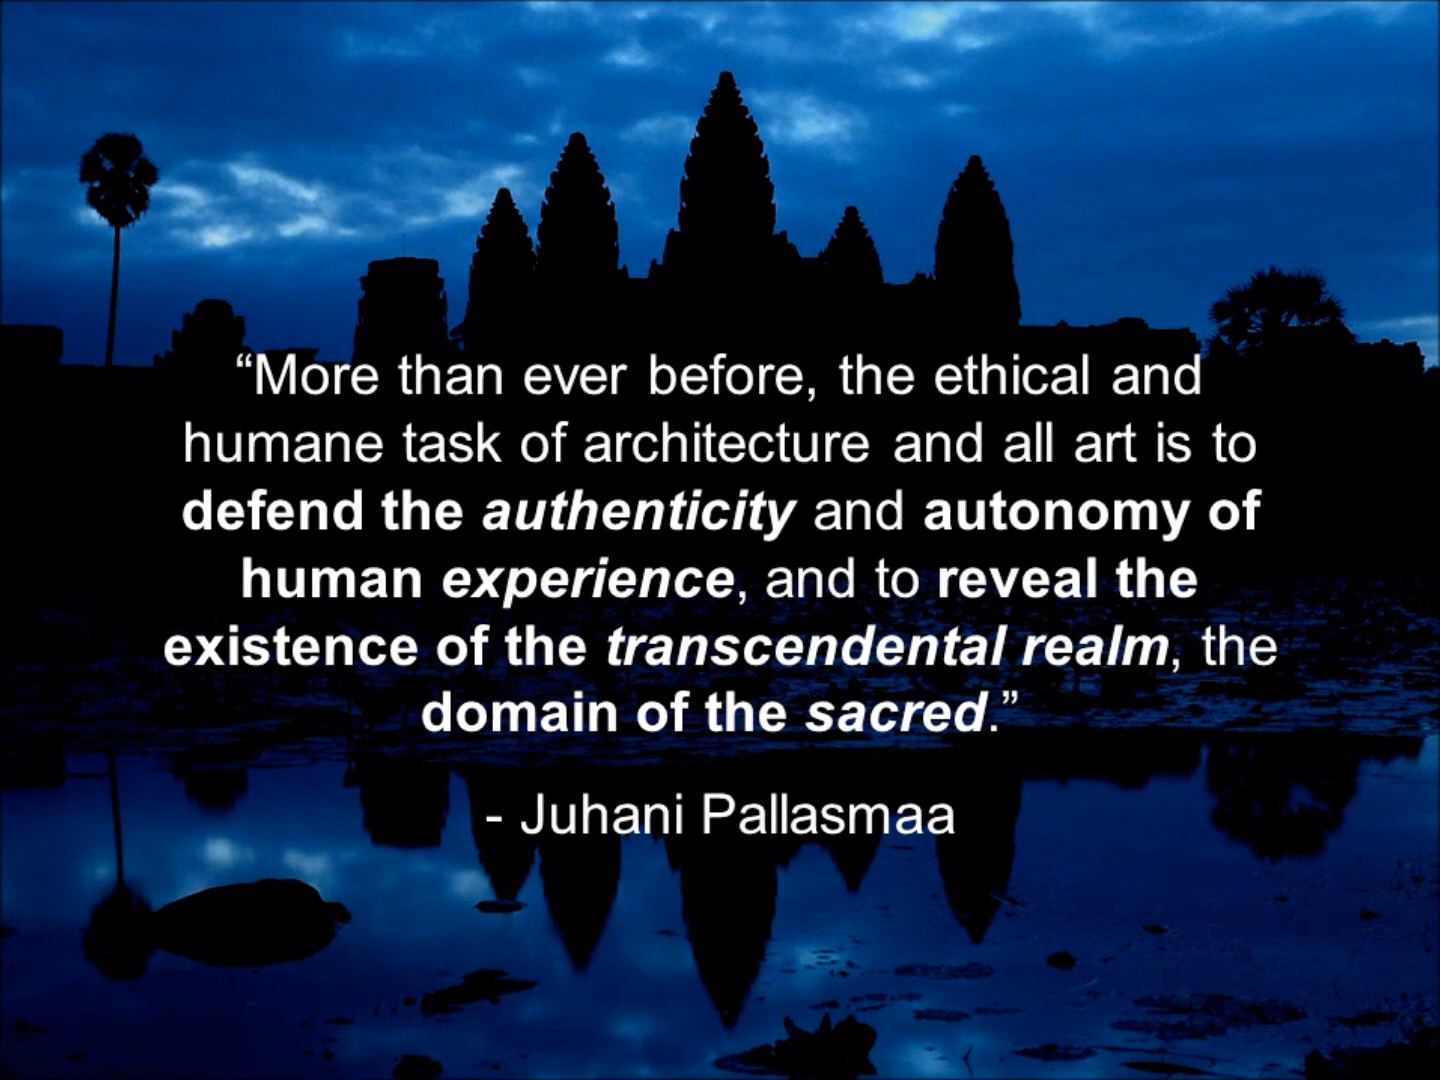 “More than ever before, the ethical and
humane task of architecture and all art is to
defend the authenticity and autonomy of
human experience, and to reveal the
existence of the transcendental realm, the
domain of the sacred.”
- Juhani Pallasmaa